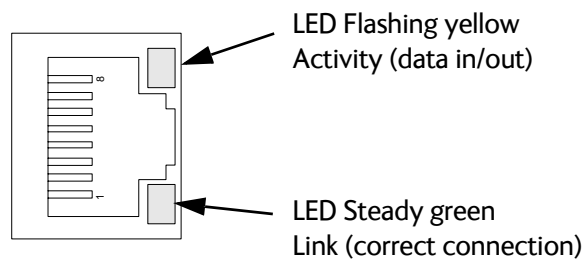 LED Flashing yellow
Activity (data in/out)
8
1
LED Steady green
Link (correct connection)